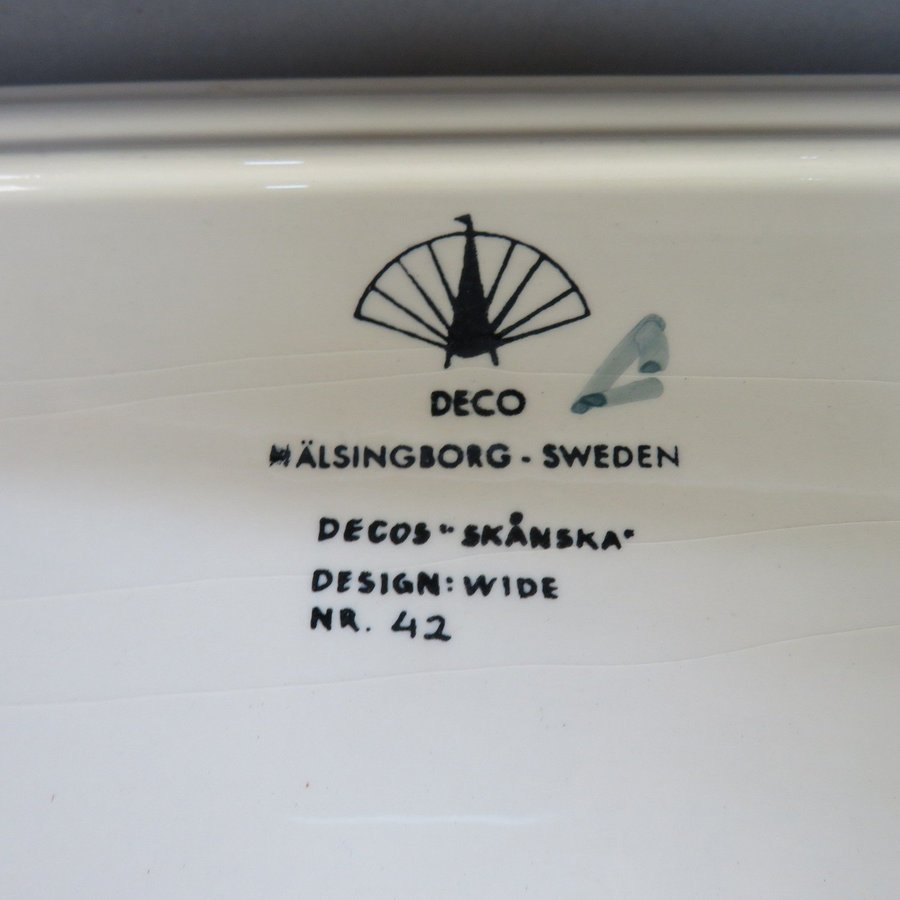 DECO
HÄLSINGBORG - SWEDEN
DECOS "SKÅNSKA"
DESIGN: WIDE
NR. 42